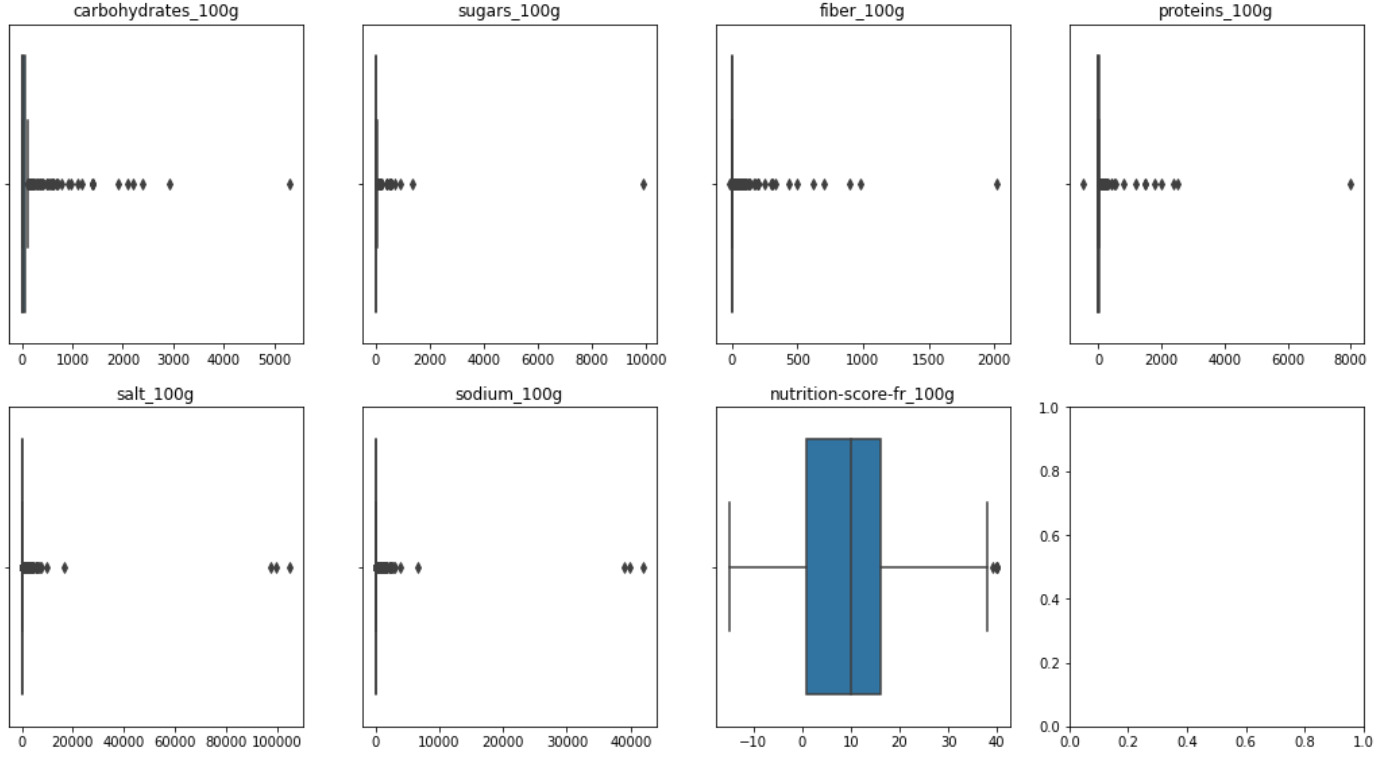 carbohydrates_100g sugars_100g fiber_100g proteins_100g
0 1000 2000 3000 4000 5000 0 2000 4000 6000 8000 10000 0 500 1000 1500 2000 0 2000 4000 6000 8000
salt_100g sodium_100g nutrition-score-fr_100g
1.0
0.8
0.6
0.4
0.2
0.0
0 20000 40000 60000 80000 100000 0 10000 20000 30000 40000 −10 0 10 20 30 40 0.0 0.2 0.4 0.6 0.8 1.0